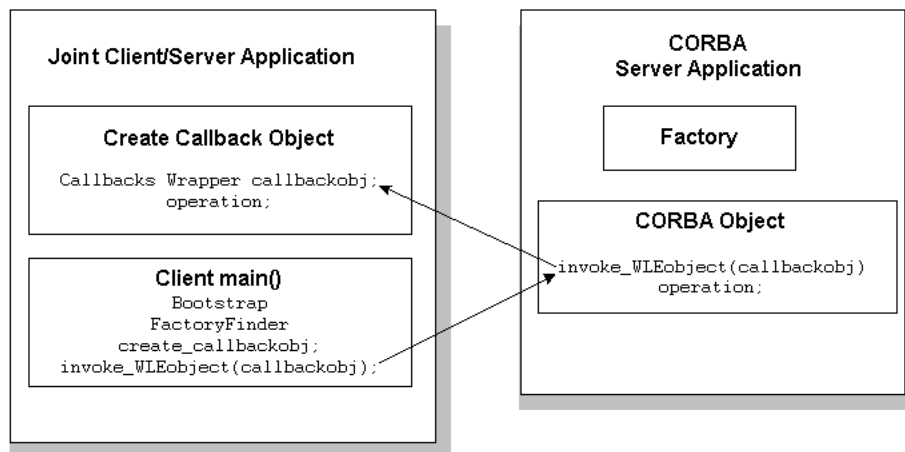 Joint Client/Server Application
Create Callback Object
Callbacks Wrapper callbackobj;
operation;
Client main()
Bootstrap
FactoryFinder
create_callbackobj;
invoke_WLEobject(callbackobj);
CORBA
Server Application
Factory
CORBA Object
invoke_WLEobject(callbackobj)
operation;